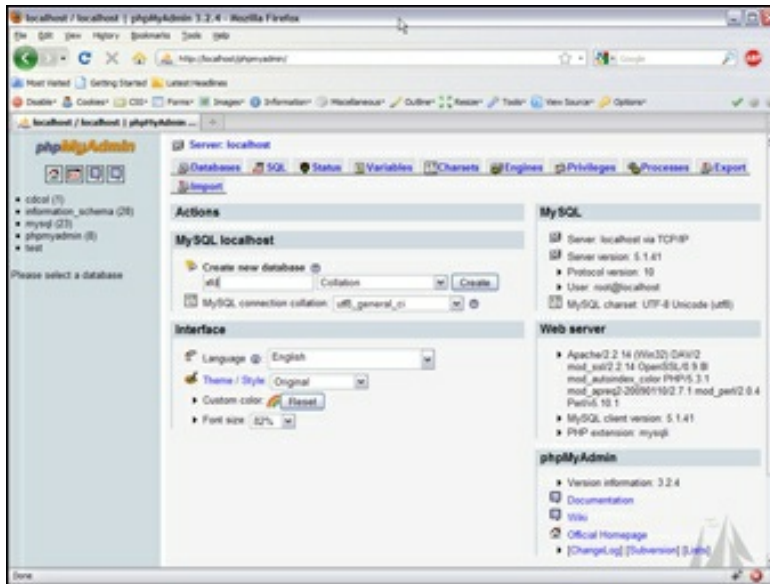 localhost / localhost | phpMyAdmin 3.2.4 - Mozilla Firefox
File Edit View History Bookmarks Tools Help
http://localhost/phpmyadmin/
Google
Most Visited Getting Started Latest Headlines
Disable Cookies CSS Forms Images Information Miscellaneous Outline Resize Tools View Source Options
localhost / localhost | phpMyAdmin ...
phpMyAdmin
cdcol (1)
information_schema (28)
mysql (23)
phpmyadmin (8)
test
Please select a database
Server: localhost
Databases SQL Status Variables Charsets Engines Privileges Processes Export
Import
Actions
MySQL localhost
Create new database
Collation Create
MySQL connection collation: utf8_general_ci
Interface
Language English
Theme / Style: Original
Custom color: Reset
Font size: 82%
MySQL
Server: localhost via TCP/IP
Server version: 5.1.41
Protocol version: 10
User: root@localhost
MySQL charset: UTF-8 Unicode (utf8)
Web server
Apache/2.2.14 (Win32) DAV/2
mod_ssl/2.2.14 OpenSSL/0.9.8l
mod_autoindex_color PHP/5.3.1
mod_apreq2-20090110/2.7.1 mod_perl/2.0.4
Perl/v5.10.1
MySQL client version: 5.1.41
PHP extension: mysqli
phpMyAdmin
Version information: 3.2.4
Documentation
Wiki
Official Homepage
[ChangeLog] [Subversion] [Lists]
Done